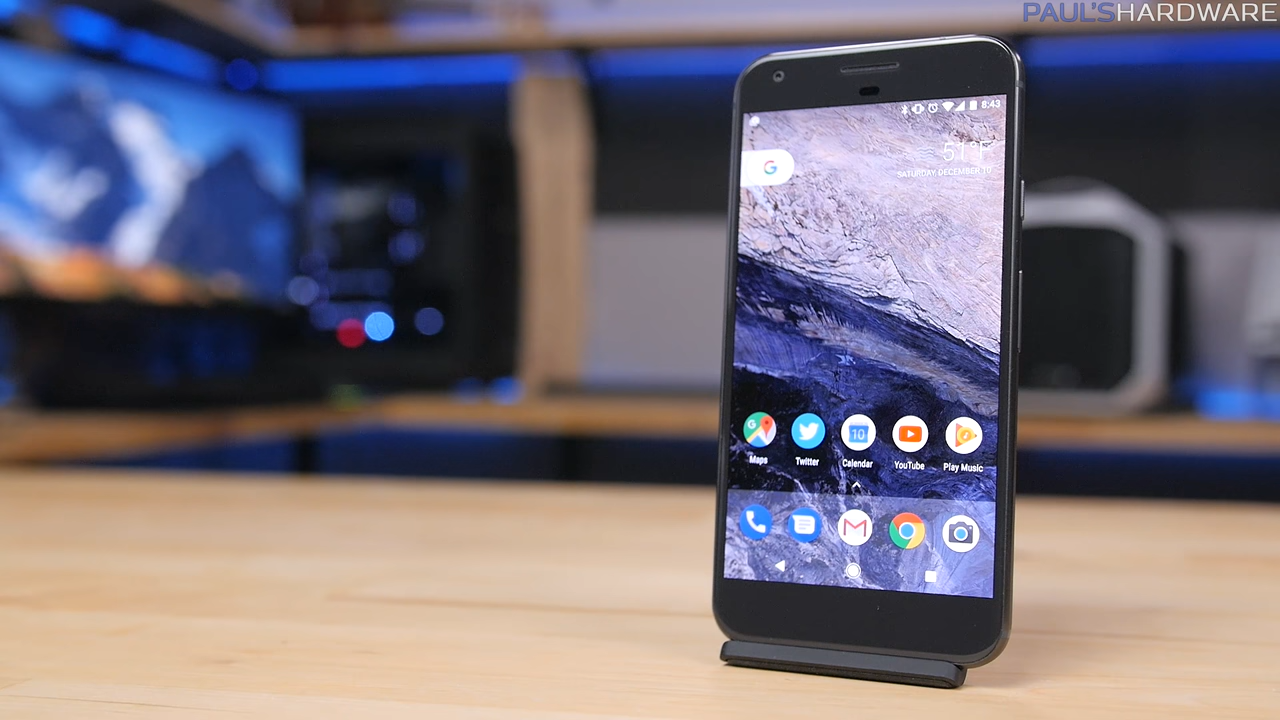 PAUL'SHARDWARE
8:43
51°F
SATURDAY, DECEMBER 10
G
G
10
Maps
Twitter
Calendar
YouTube
Play Music